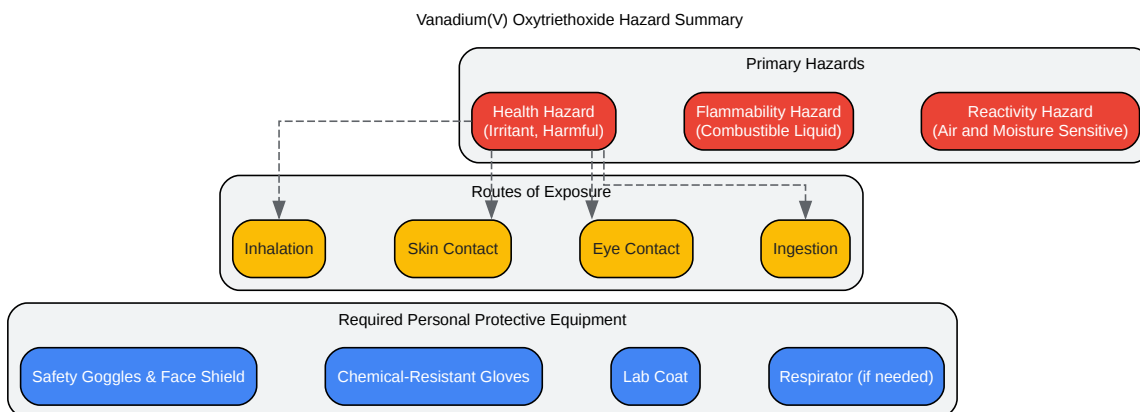 Vanadium(V) Oxytriethoxide Hazard Summary
Primary Hazards
Health Hazard
(Irritant, Harmful)
Flammability Hazard
(Combustible Liquid)
Reactivity Hazard
(Air and Moisture Sensitive)
Routes of Exposure
Inhalation
Skin Contact
Eye Contact
Ingestion
Required Personal Protective Equipment
Safety Goggles & Face Shield
Chemical-Resistant Gloves
Lab Coat
Respirator (if needed)